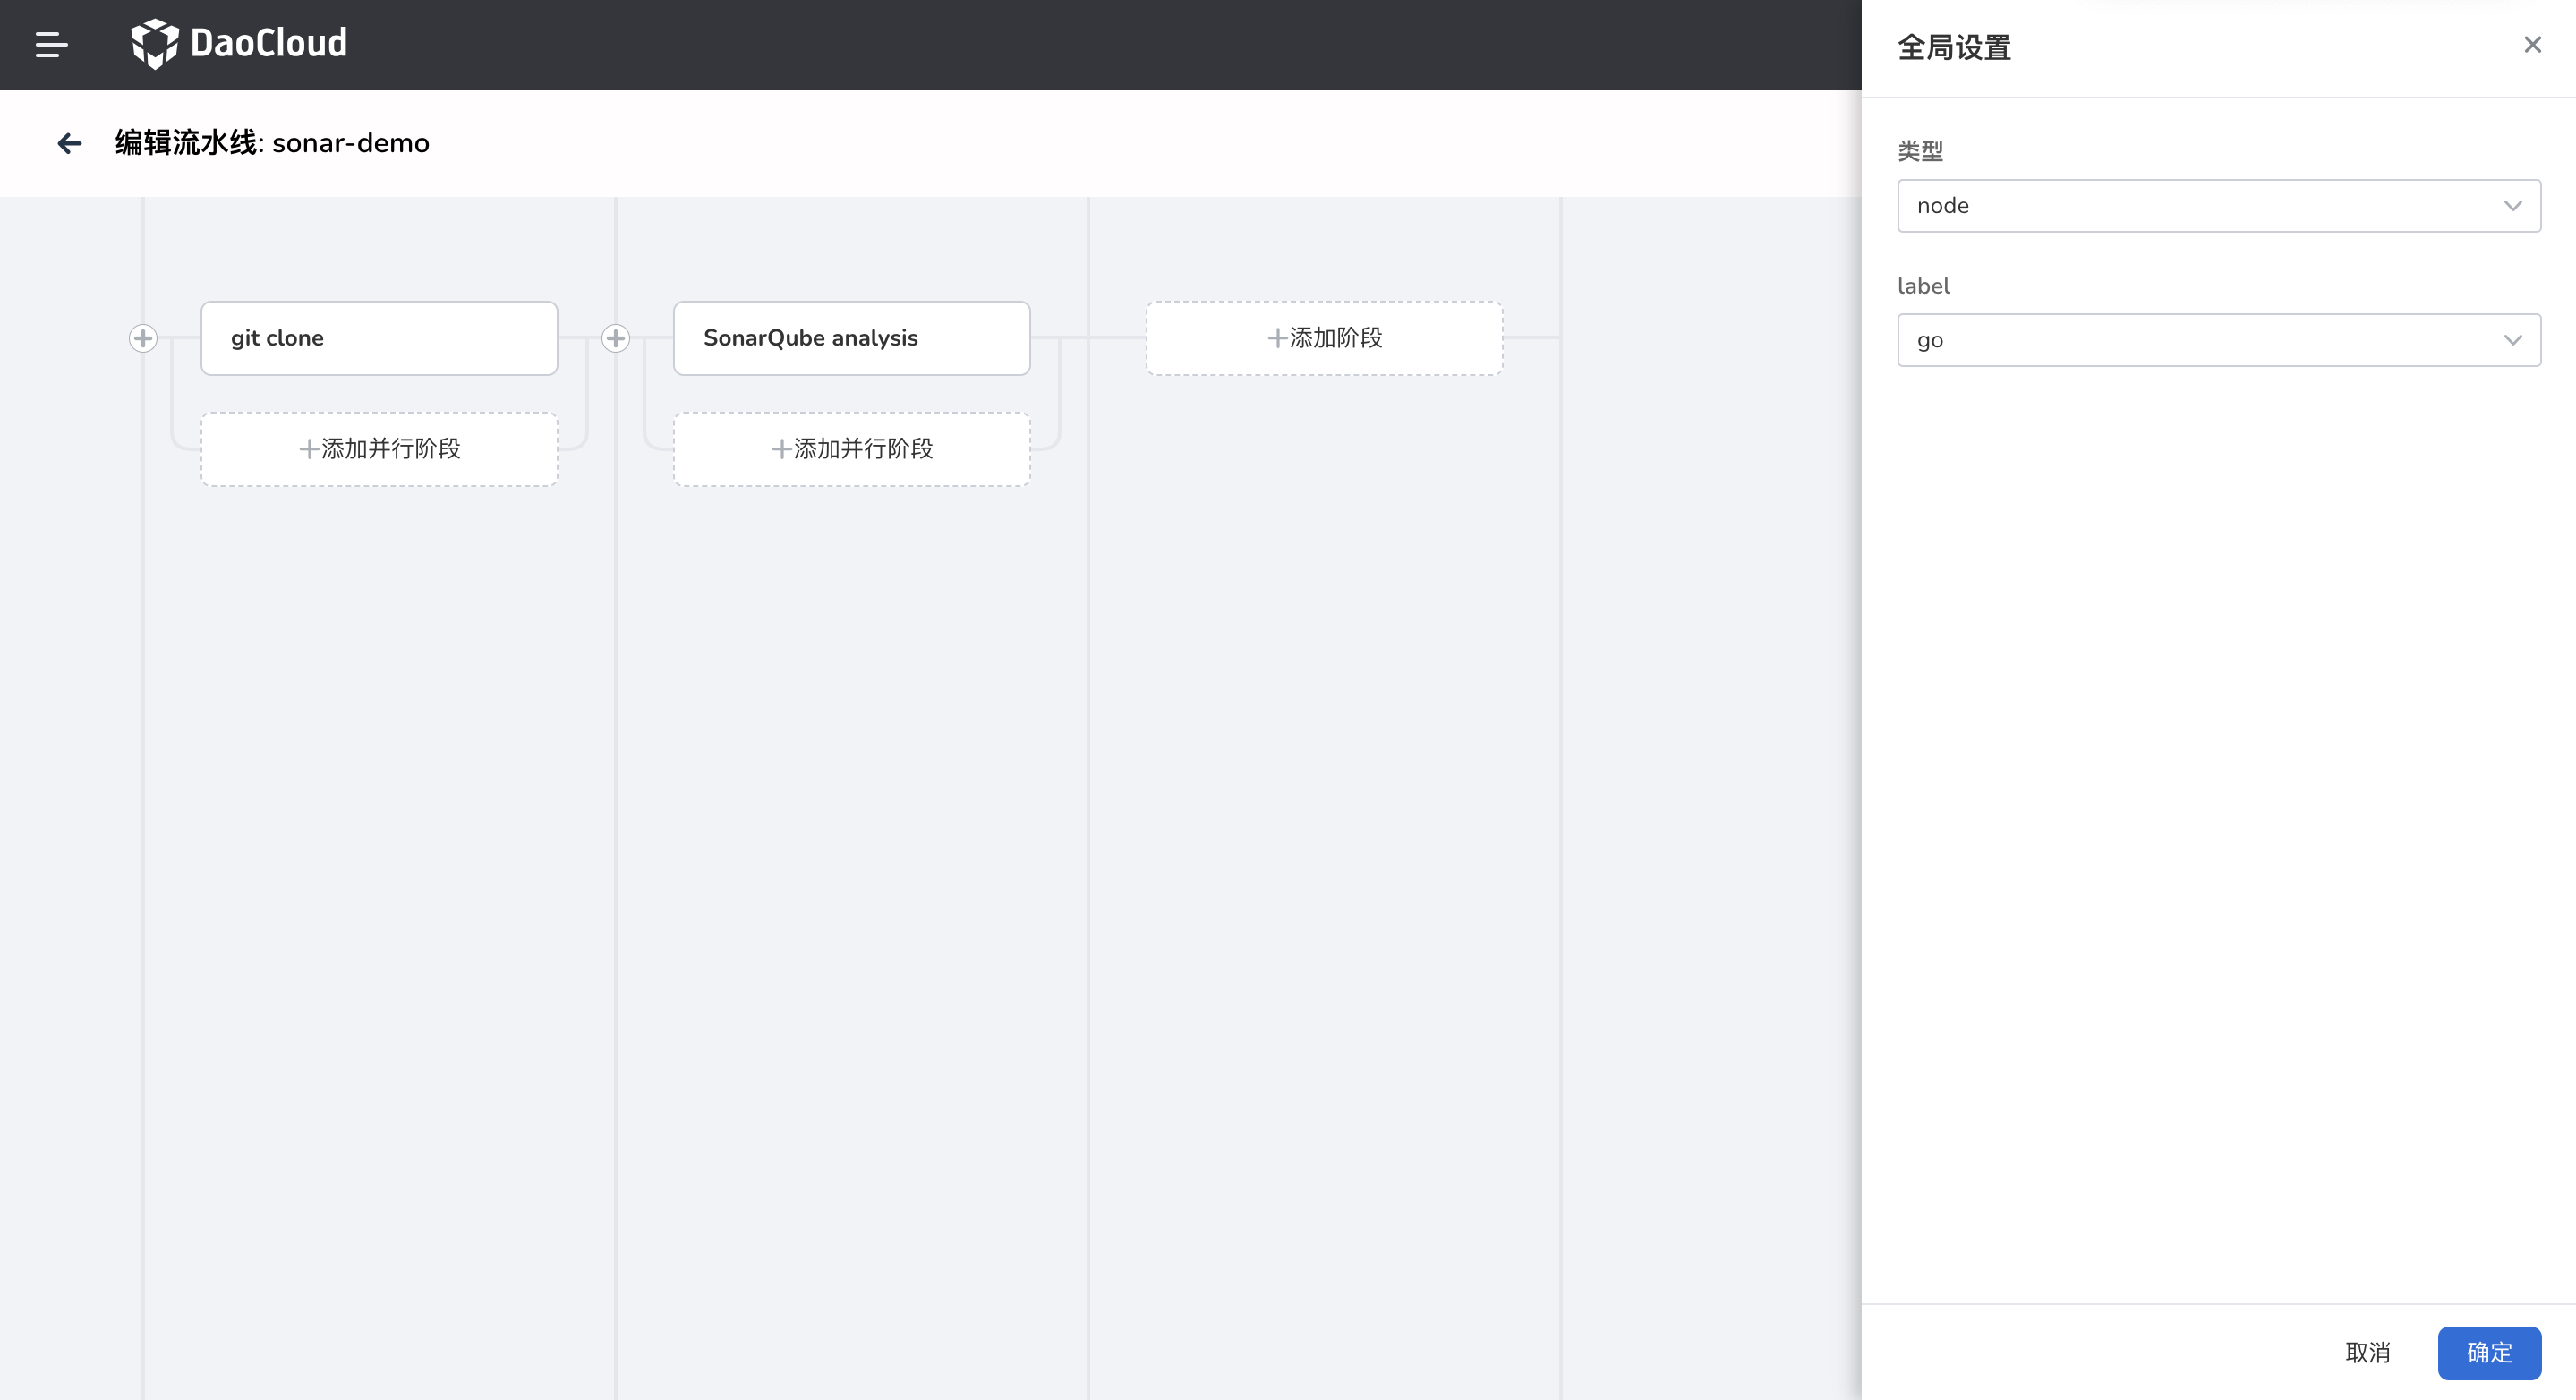 DaoCloud
编辑流水线: sonar-demo
git clone
SonarQube analysis
添加阶段
添加并行阶段
添加并行阶段
全局设置
类型
node
label
go
取消
确定